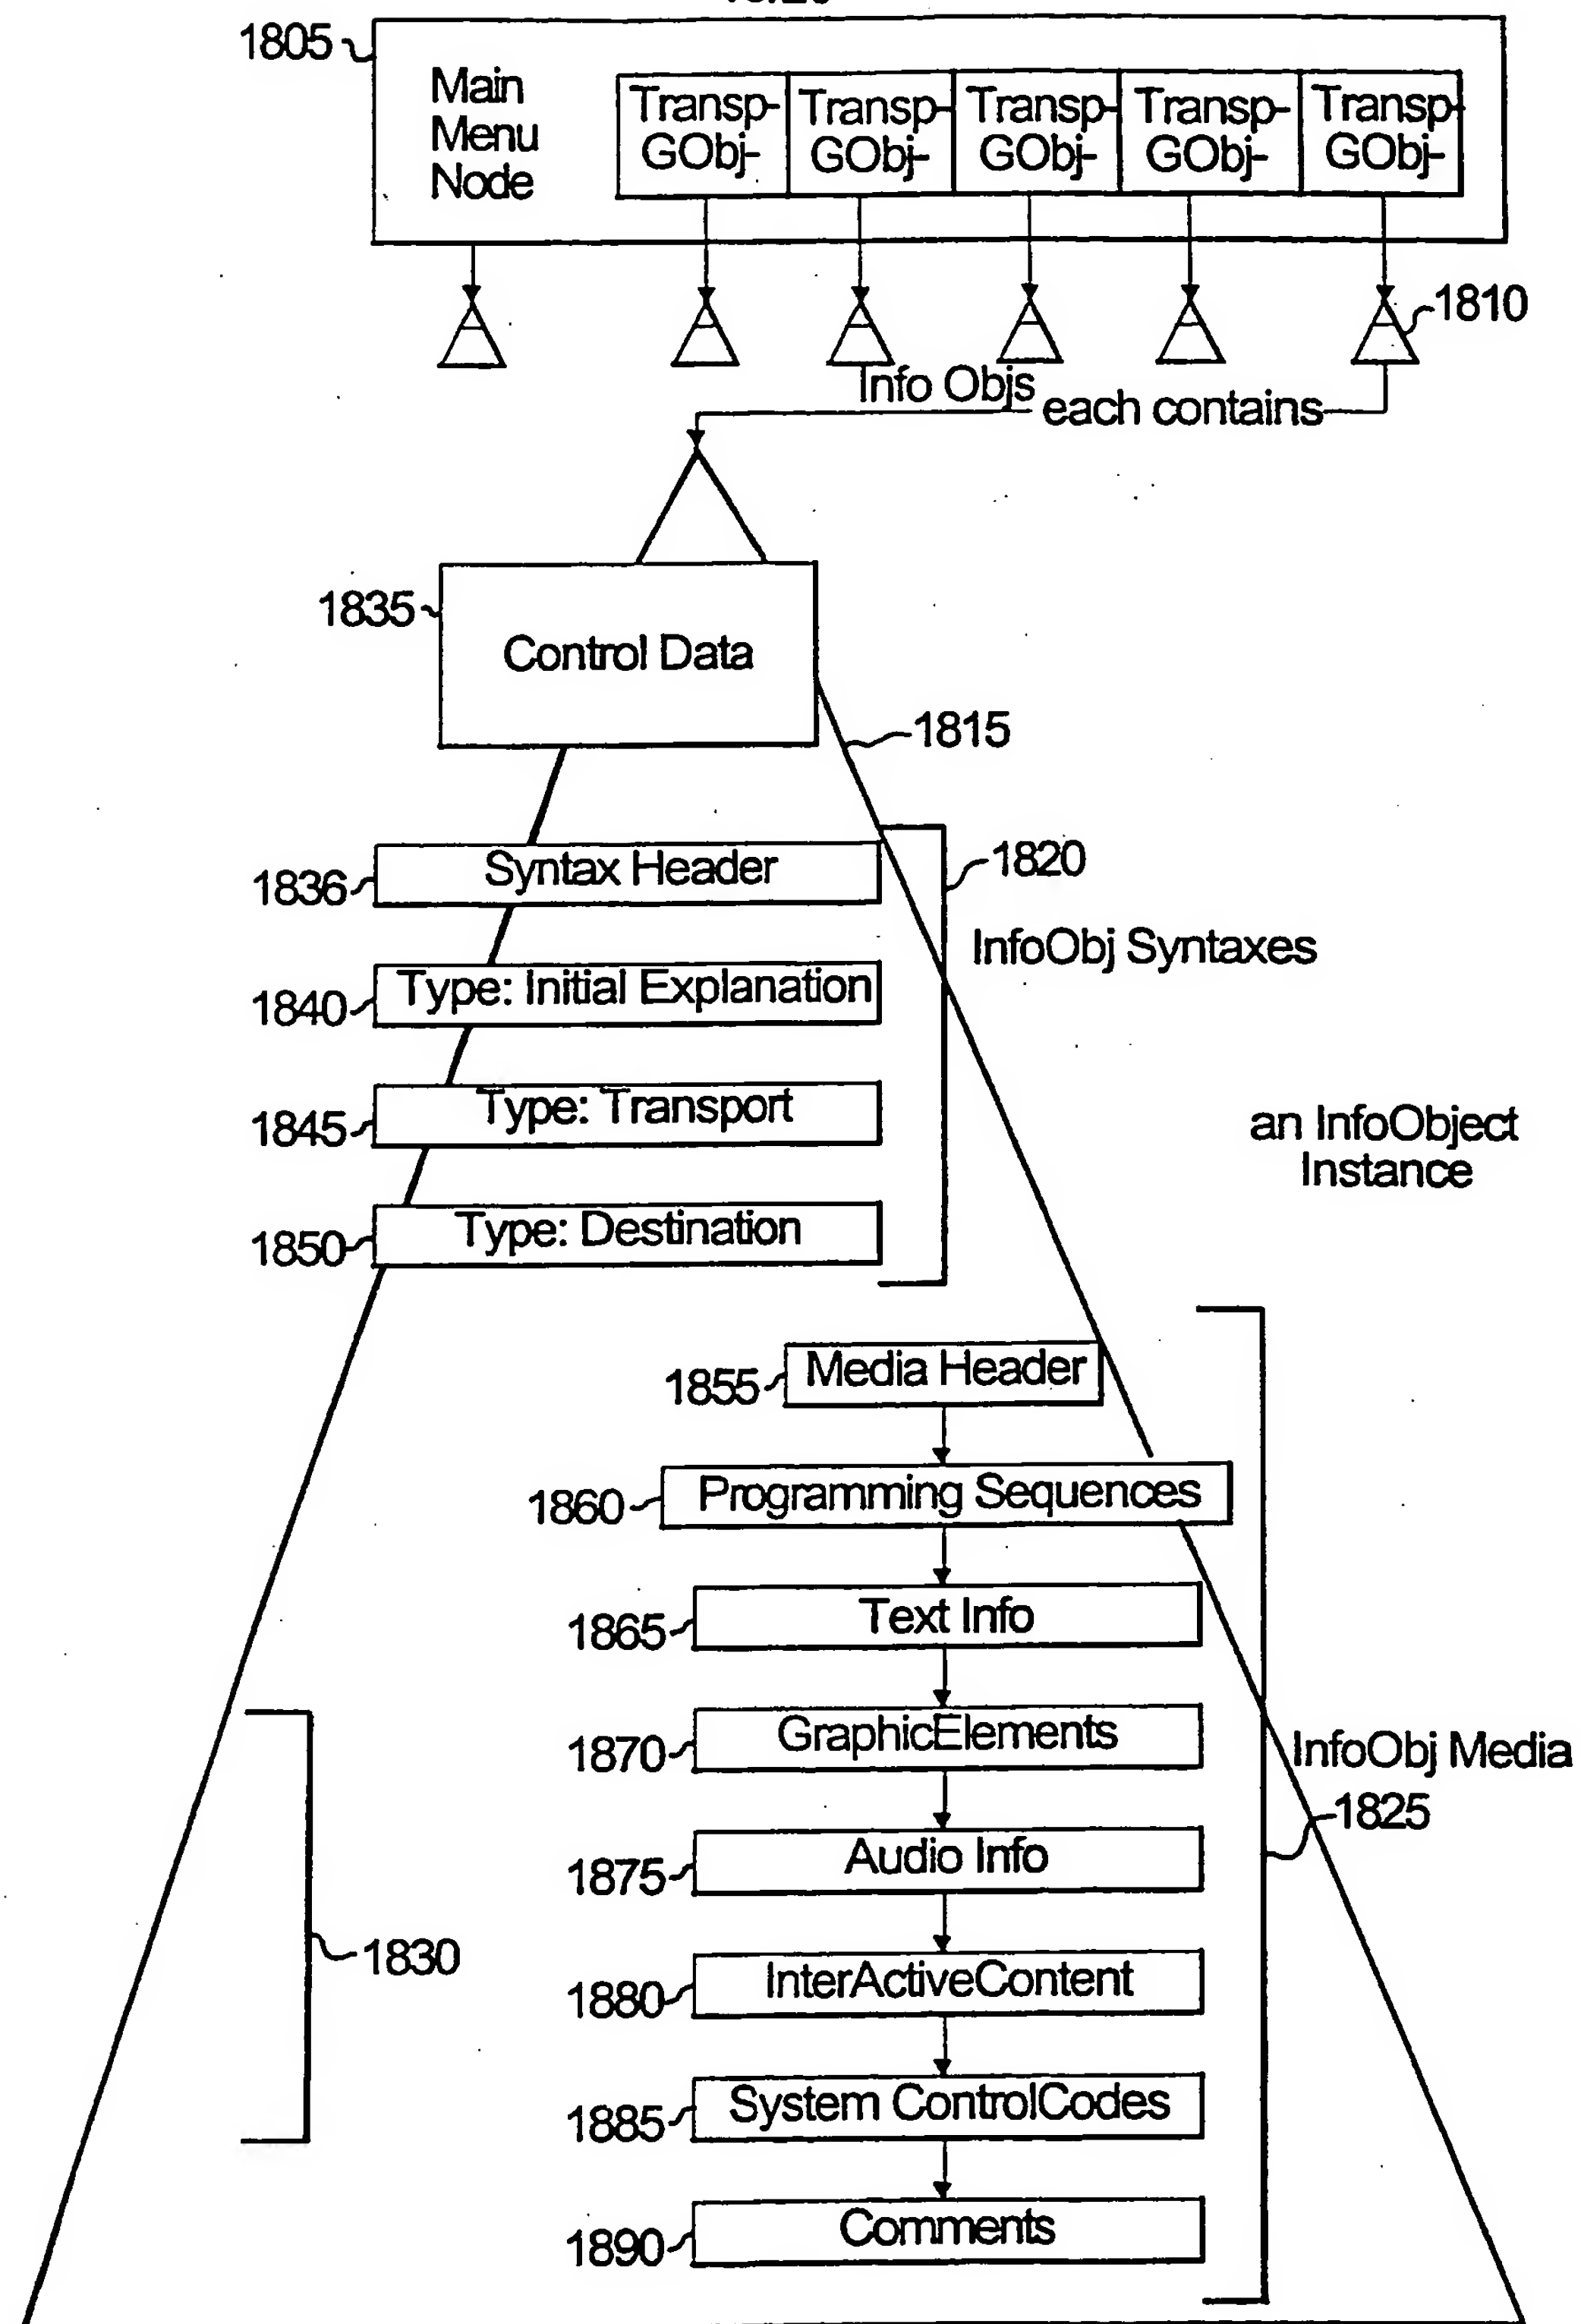 1805
Main
Menu
Node
Transp- Transp- Transp- Transp- Transp-
GObj- GObj- GObj- GObj- GObj-
1810
Info Objs
each contains
1835
Control Data
1815
1820
Syntax Header
1836
InfoObj Syntaxes
Type: Initial Explanation
1840
Type: Transport
1845
an InfoObject
Instance
Type: Destination
1850
Media Header
1855
Programming Sequences
1860
Text Info
1865
GraphicElements
1870
InfoObj Media
1825
Audio Info
1875
1830
InterActiveContent
1880
System ControlCodes
1885
Comments
1890